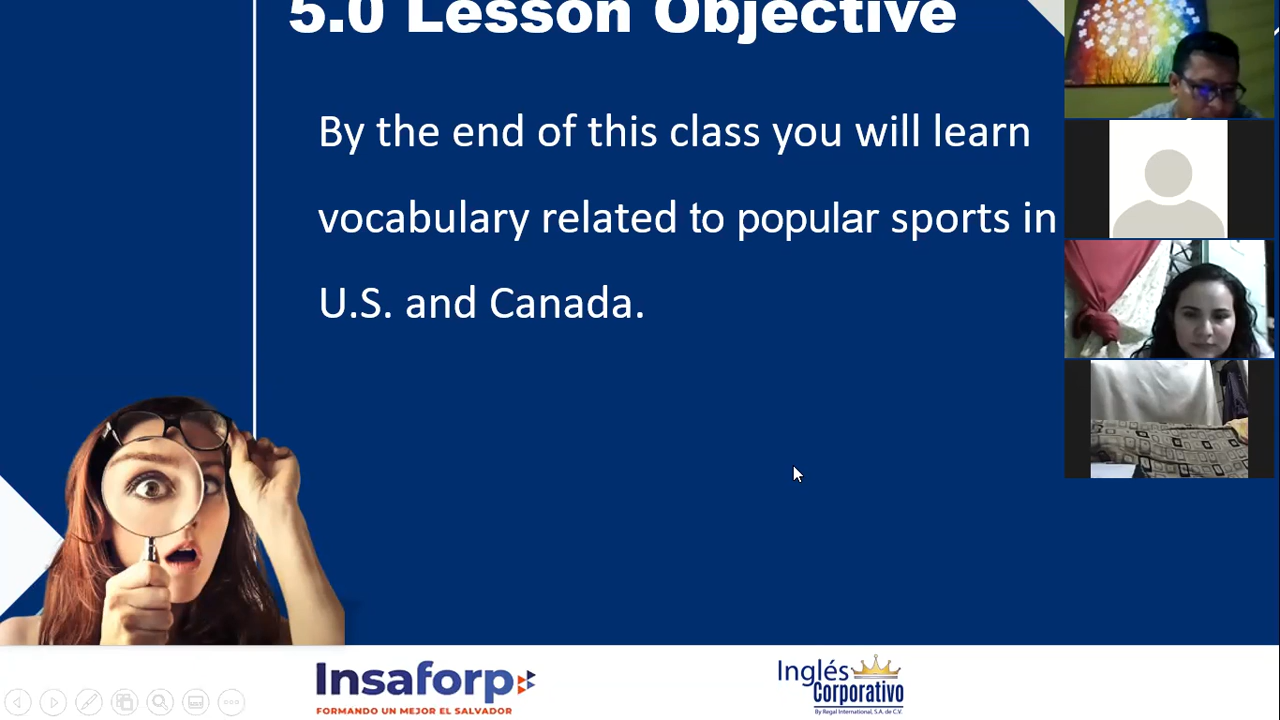 5.0 Lesson Objective
By the end of this class you will learn
vocabulary related to popular sports in
U.S. and Canada.
Insaforp
FORMANDO UN MEJOR EL SALVADOR
Inglés
Corporativo
By Regal International, S.A. de C.V.